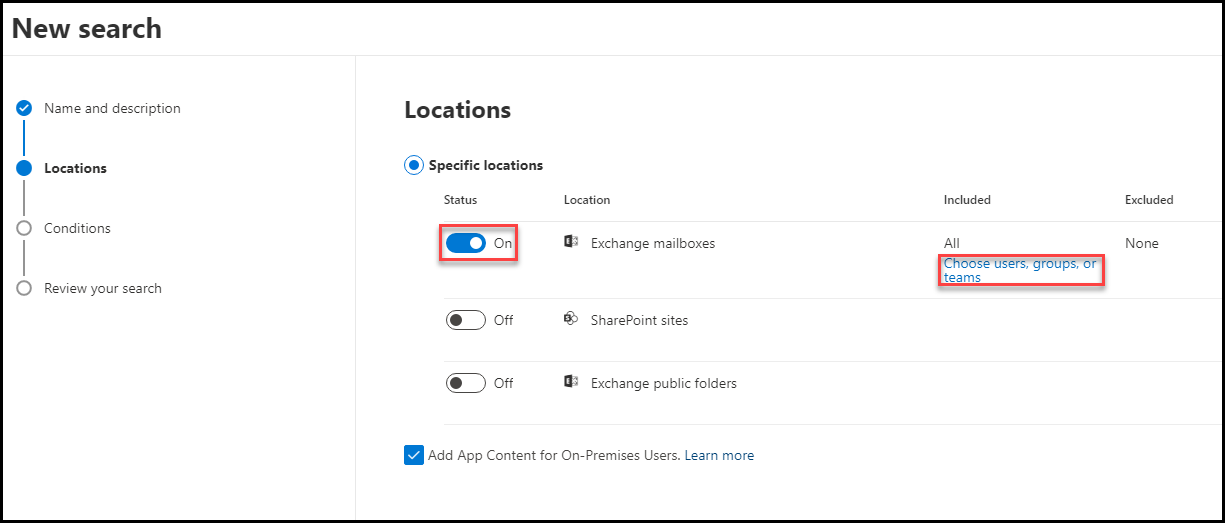 New search
Name and description
Locations
Conditions
Review your search
Locations
Specific locations
Status Location Included Excluded
On Exchange mailboxes All None
Choose users, groups, or
teams
Off SharePoint sites
Off Exchange public folders
Add App Content for On-Premises Users. Learn more